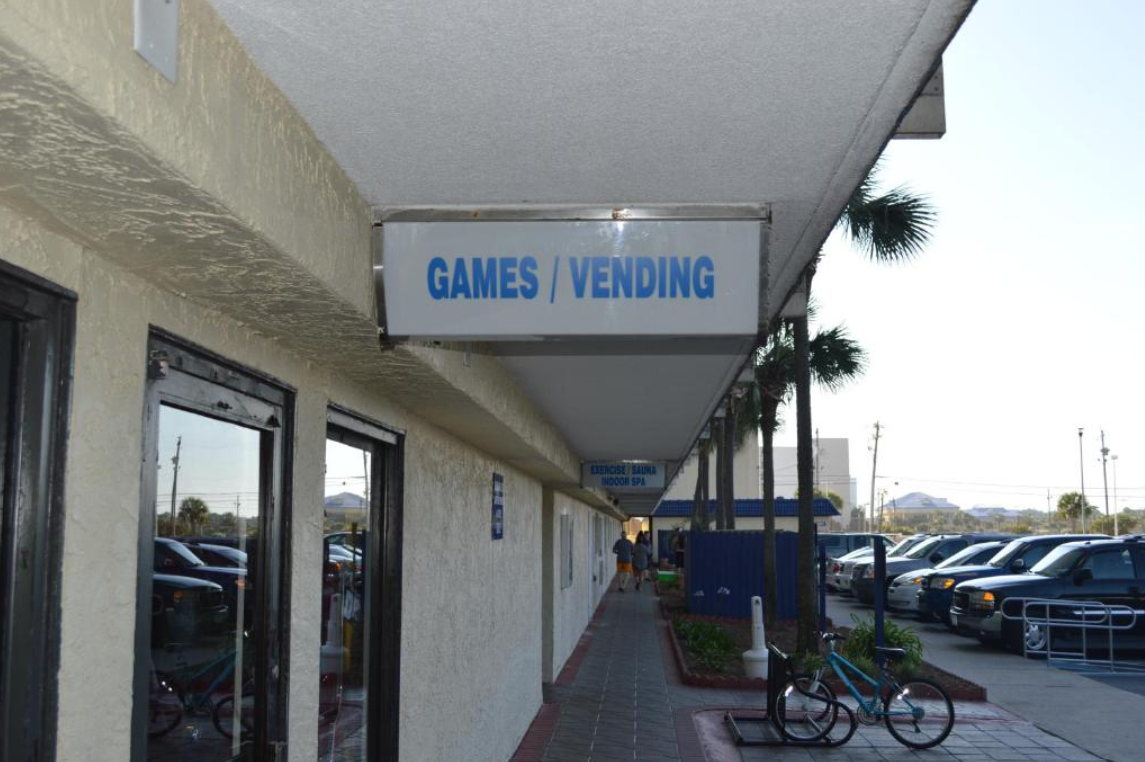 GAMES / VENDING
EXERCISE / SAUNA
INDOOR SPA